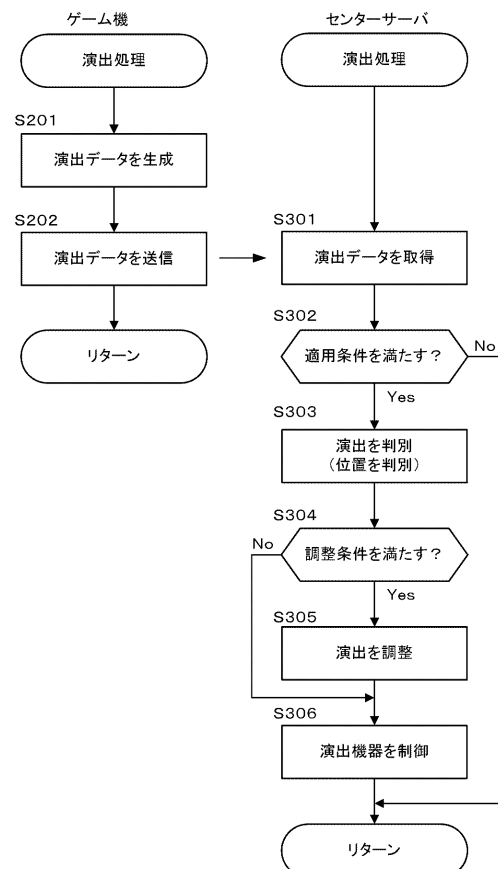 ゲーム機
演出処理
S201
演出データを生成
S202
演出データを送信
リターン
センターサーバ
演出処理
S301
演出データを取得
S302
適用条件を満たす?
No
Yes
S303
演出を判別
(位置を判別)
S304
No
調整条件を満たす?
Yes
S305
演出を調整
S306
演出機器を制御
リターン